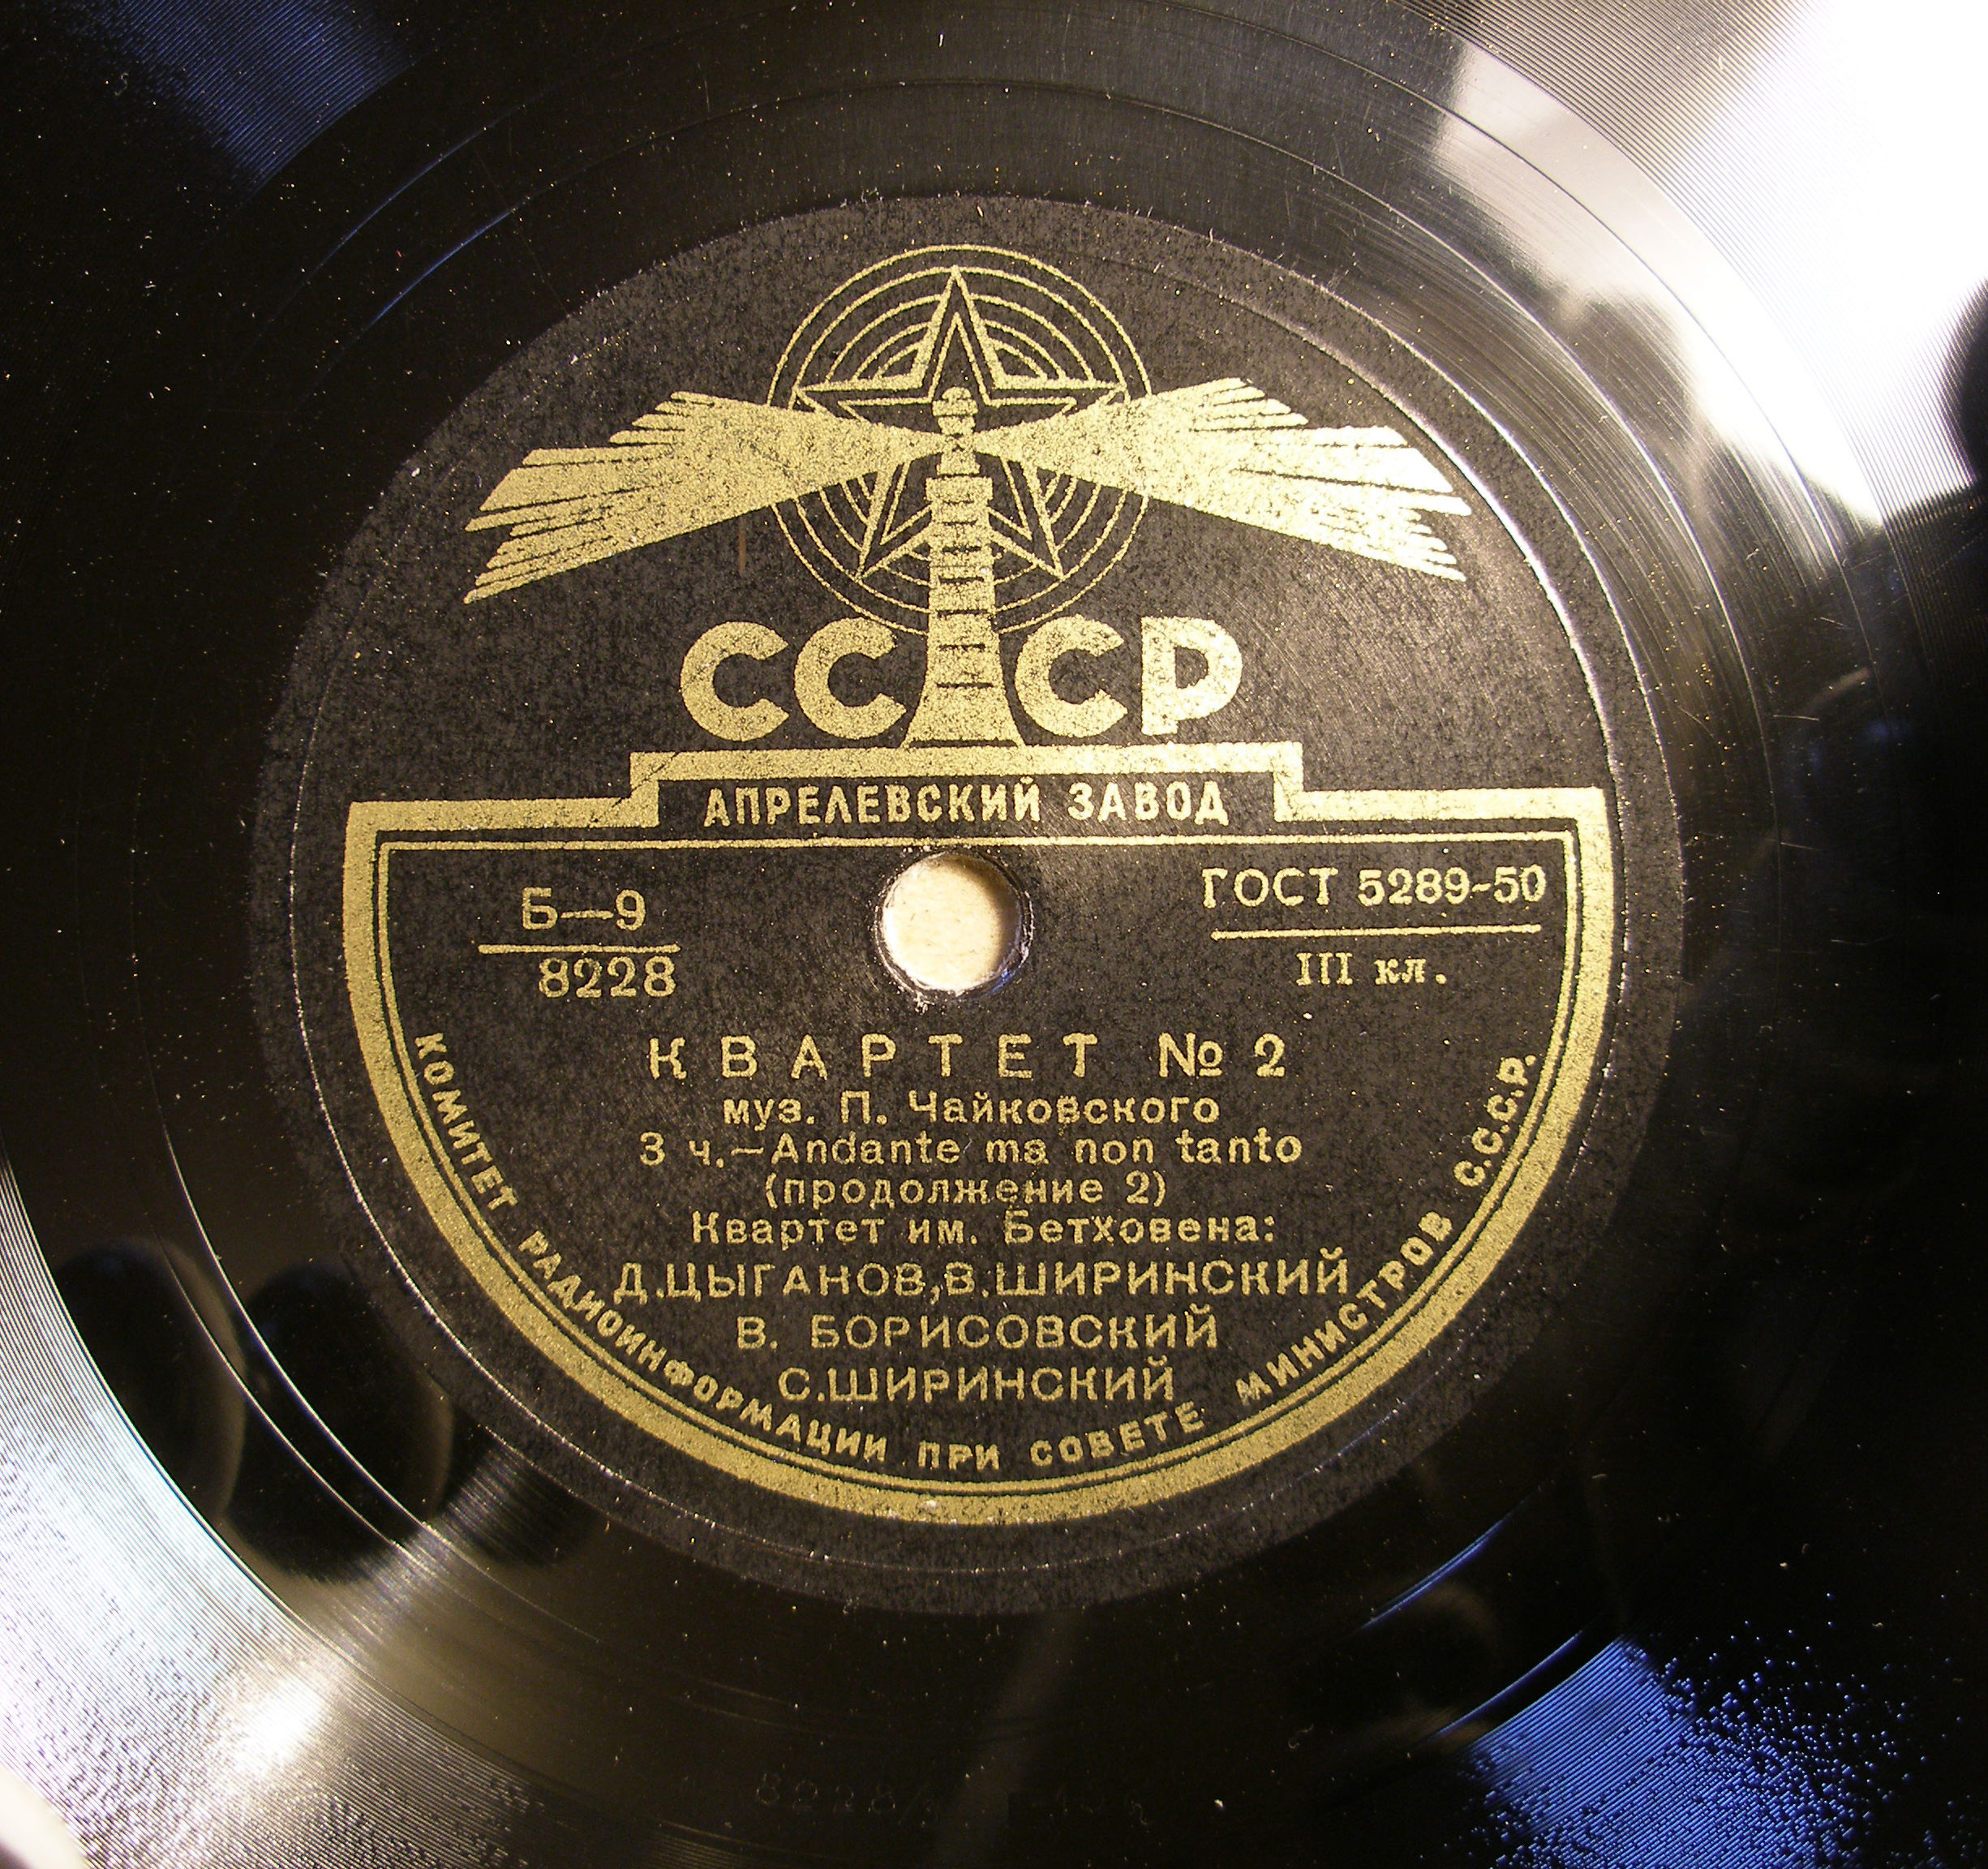 СССР
АПРЕЛЕВСКИЙ ЗАВОД
Б—9
8228
ГОСТ 5289-50
III кл.
КВАРТЕТ № 2
муз. П. Чайковского
3 ч.—Andante ma non tanto
(продолжение 2)
Квартет им. Бетховена:
Д.ЦЫГАНОВ,В.ШИРИНСКИЙ
В. БОРИСОВСКИЙ
С.ШИРИНСКИЙ
КОМИТЕТ РАДИОИНФОРМАЦИИ ПРИ СОВЕТЕ МИНИСТРОВ С.С.С.Р.